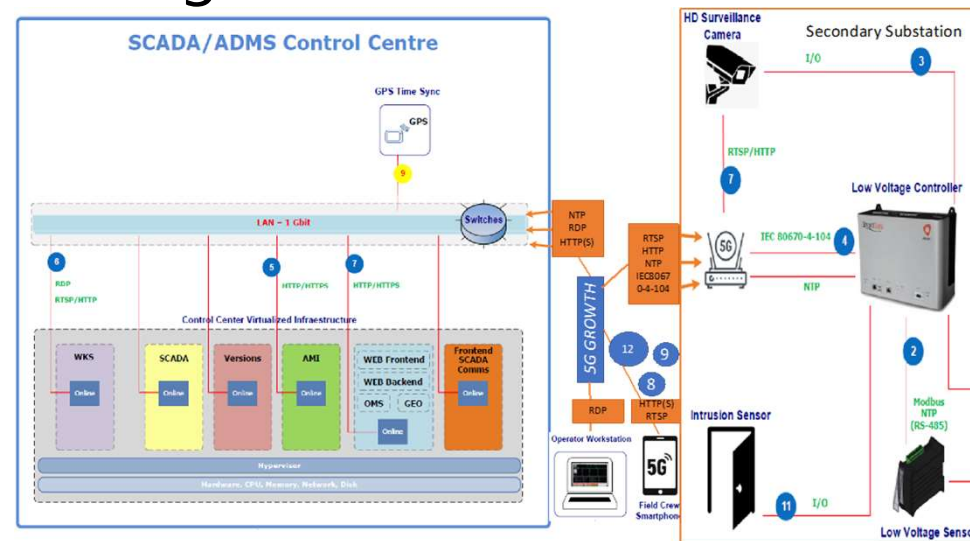 SCADA/ADMS Control Centre
GPS Time Sync
GPS
9
LAN – 1 Gbit
Switches
6
RDP
RTSP/HTTP
5
HTTP/HTTPS
7
HTTP/HTTPS
Control Center Virtualized Infraestructure
WKS
Online
SCADA
Online
Versions
Online
AMI
Online
WEB Frontend
WEB Backend
OMS
GEO
Online
Frontend
SCADA
Comms
Online
Hypervisor
Hardware, CPU, Memory, Network, Disk
NTP
RDP
HTTP(S)
5G GROWTH
RTSP
HTTP
NTP
IEC8067
0-4-104
12
9
8
RDP
HTTP(S)
RTSP
Operator Workstation
5G
Field Crew
Smartphon
HD Surveillance
Camera
Secondary Substation
I/O
3
RTSP/HTTP
7
5G
IEC 80670-4-104
4
NTP
Low Voltage Controller
2
Modbus
NTP
(RS-485)
Intrusion Sensor
11
I/O
Low Voltage Senso